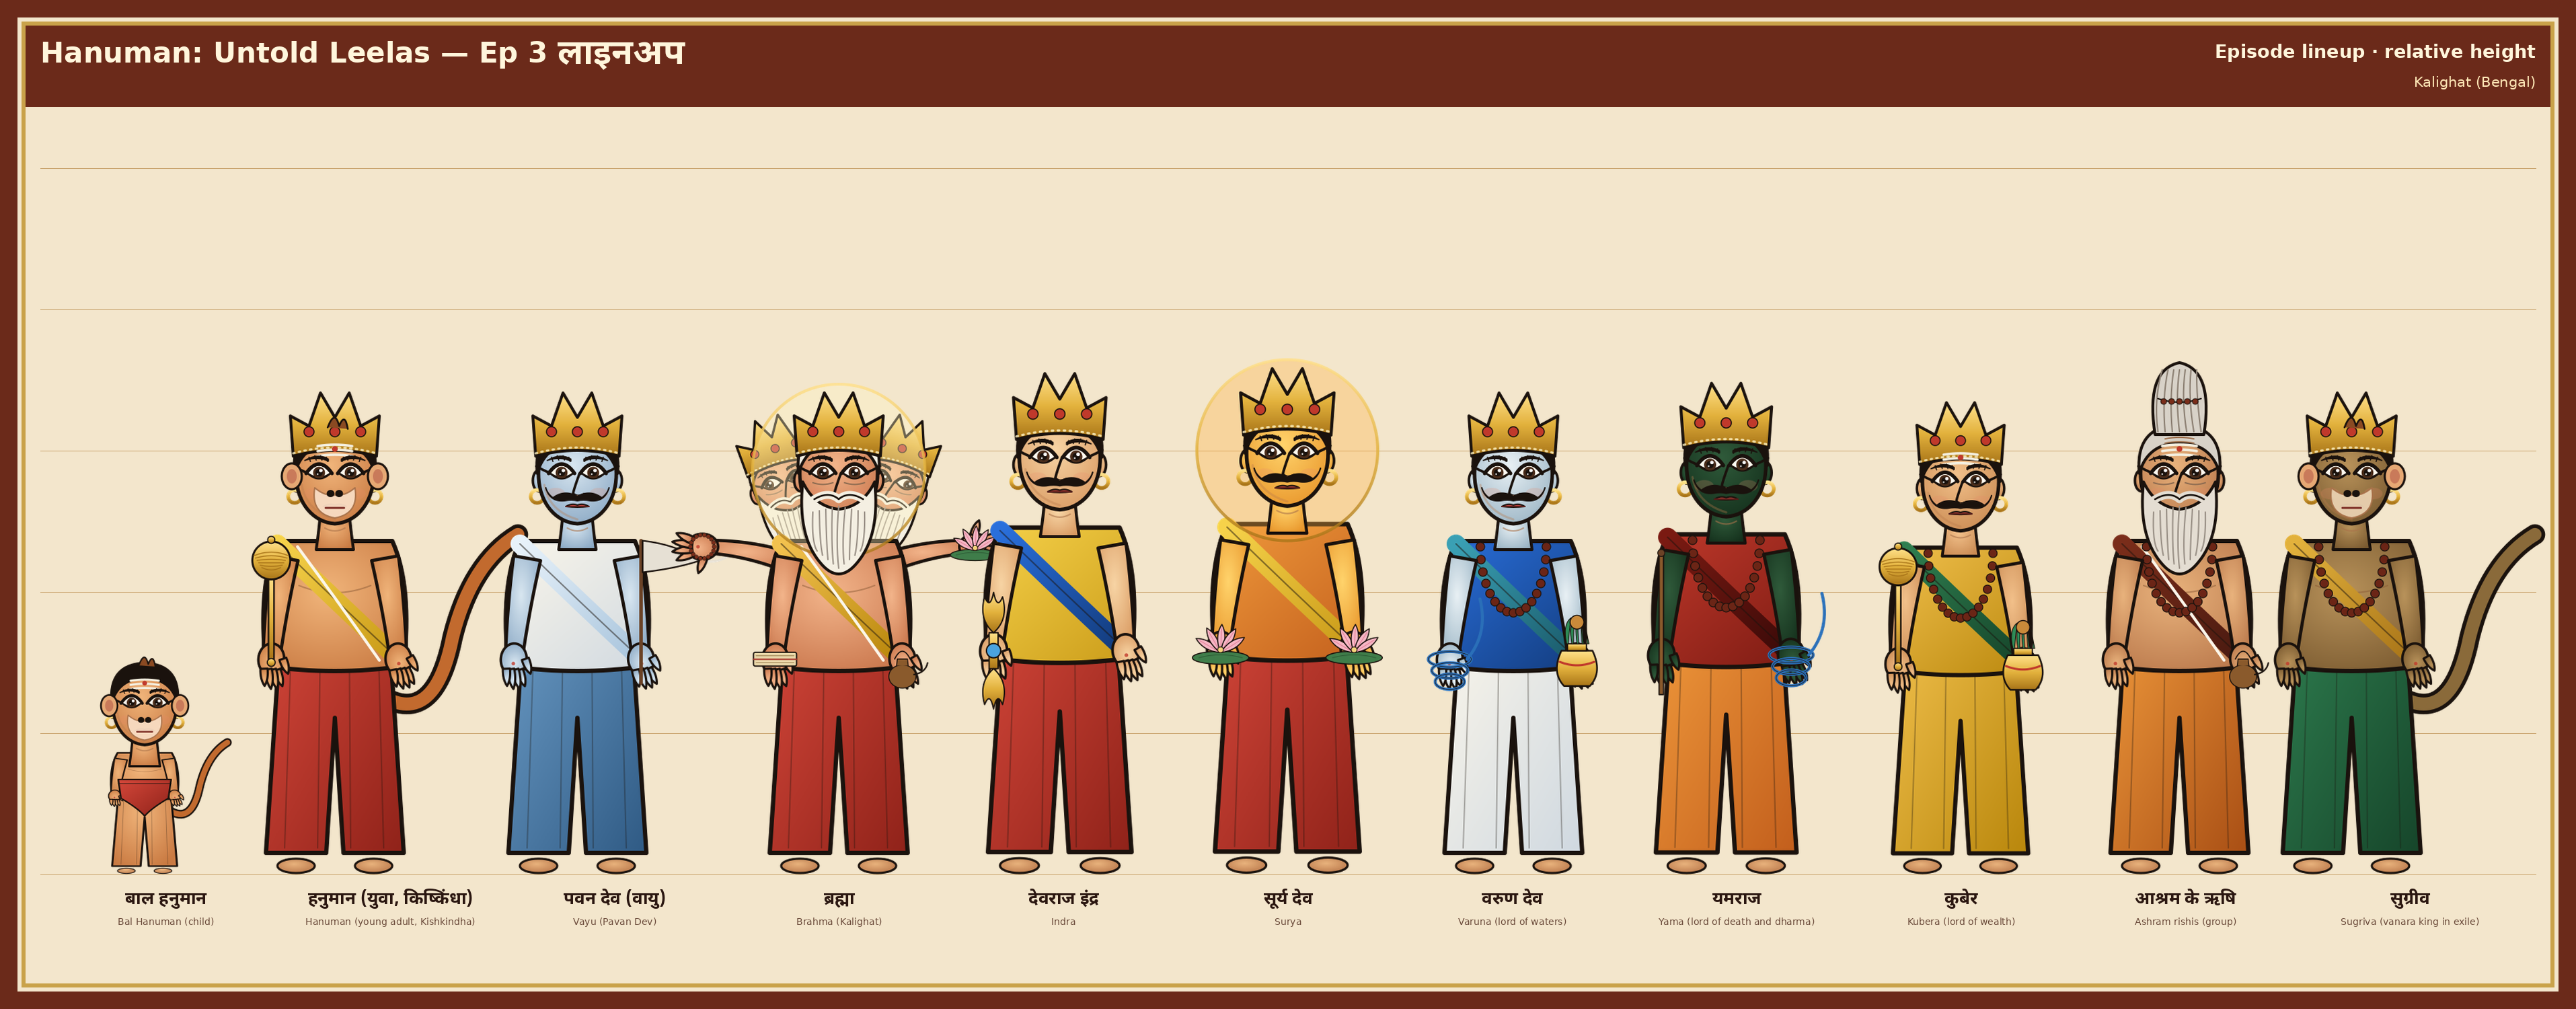 Hanuman: Untold Leelas — Ep 3 लाइनअप
Episode lineup · relative height
Kalighat (Bengal)
बाल हनुमान
Bal Hanuman (child)
हनुमान (युवा, किष्किंधा)
Hanuman (young adult, Kishkindha)
पवन देव (वायु)
Vayu (Pavan Dev)
ब्रह्मा
Brahma (Kalighat)
देवराज इंद्र
Indra
सूर्य देव
Surya
वरुण देव
Varuna (lord of waters)
यमराज
Yama (lord of death and dharma)
कुबेर
Kubera (lord of wealth)
आश्रम के ऋषि
Ashram rishis (group)
सुग्रीव
Sugriva (vanara king in exile)